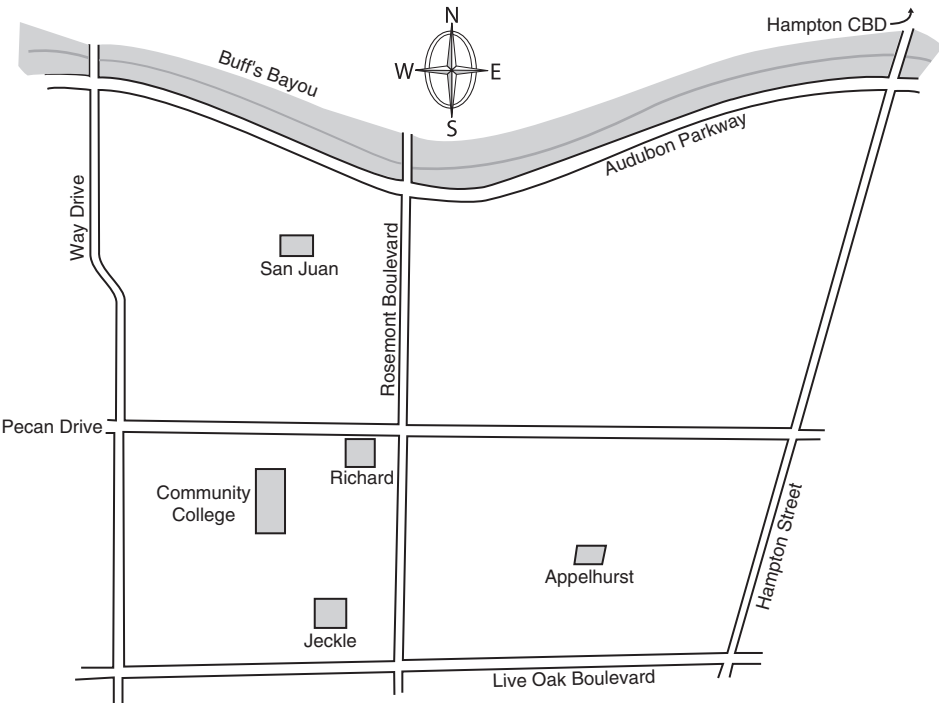 Hampton CBD
N
W E
S
Buff's Bayou
Audubon Parkway
Way Drive
San Juan
Rosemont Boulevard
Pecan Drive
Richard
Community
College
Hampton Street
Appelhurst
Jeckle
Live Oak Boulevard